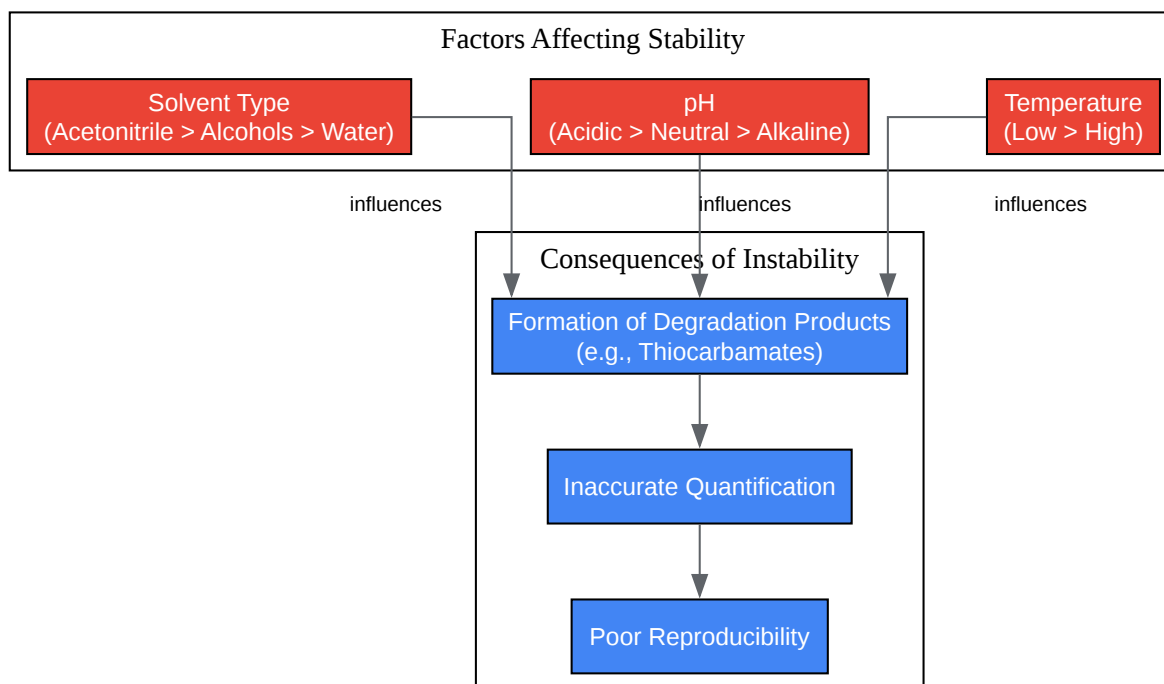 Factors Affecting Stability
Solvent Type
(Acetonitrile > Alcohols > Water)
pH
(Acidic > Neutral > Alkaline)
Temperature
(Low > High)
influences
influences
influences
Consequences of Instability
Formation of Degradation Products
(e.g., Thiocarbamates)
Inaccurate Quantification
Poor Reproducibility